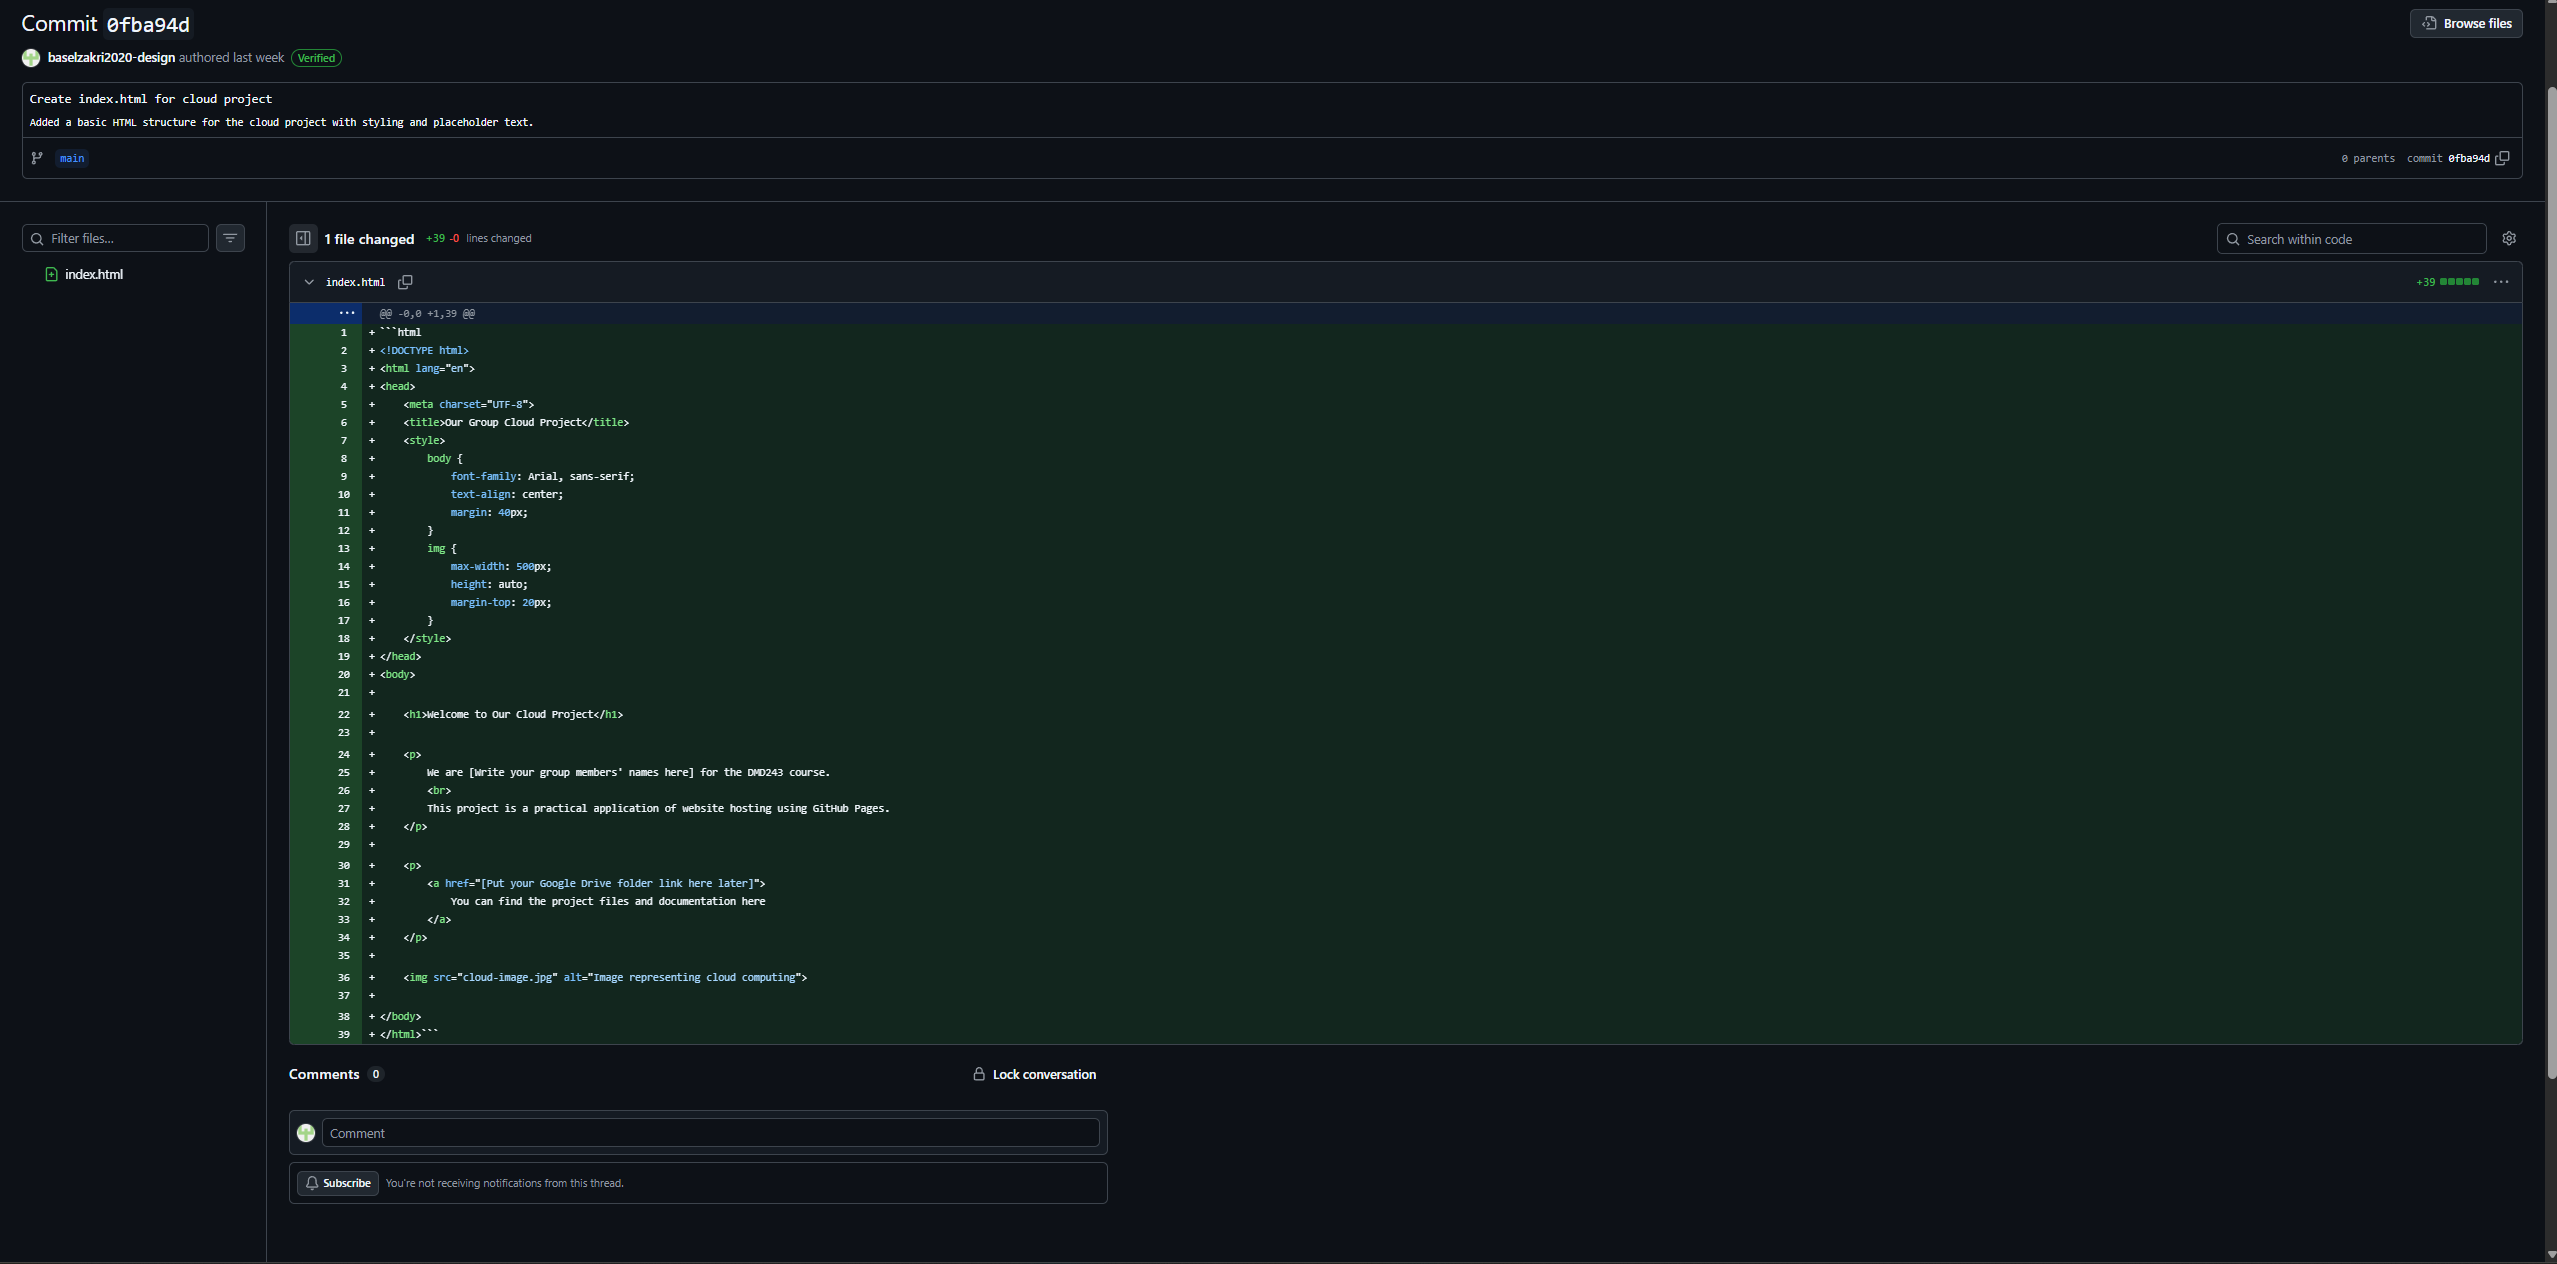 Commit 0fba94d
Browse files
baselzakri2020-design authored last week Verified
Create index.html for cloud project
Added a basic HTML structure for the cloud project with styling and placeholder text.
main
0 parents commit 0fba94d
Filter files...
index.html
1 file changed +39 -0 lines changed
Search within code
index.html
+39
@@ -0,0 +1,39 @@
1 + ```html
2 + <!DOCTYPE html>
3 + <html lang="en">
4 + <head>
5 +     <meta charset="UTF-8">
6 +     <title>Our Group Cloud Project</title>
7 +     <style>
8 +         body {
9 +             font-family: Arial, sans-serif;
10 +             text-align: center;
11 +             margin: 40px;
12 +         }
13 +         img {
14 +             max-width: 500px;
15 +             height: auto;
16 +             margin-top: 20px;
17 +         }
18 +     </style>
19 + </head>
20 + <body>
21 +
22 +     <h1>Welcome to Our Cloud Project</h1>
23 +
24 +     <p>
25 +         We are [Write your group members' names here] for the DMD243 course.
26 +         <br>
27 +         This project is a practical application of website hosting using GitHub Pages.
28 +     </p>
29 +
30 +     <p>
31 +         <a href="[Put your Google Drive folder link here later]">
32 +             You can find the project files and documentation here
33 +         </a>
34 +     </p>
35 +
36 +     <img src="cloud-image.jpg" alt="Image representing cloud computing">
37 +
38 + </body>
39 + </html>```
Comments 0
Lock conversation
Comment
Subscribe You're not receiving notifications from this thread.